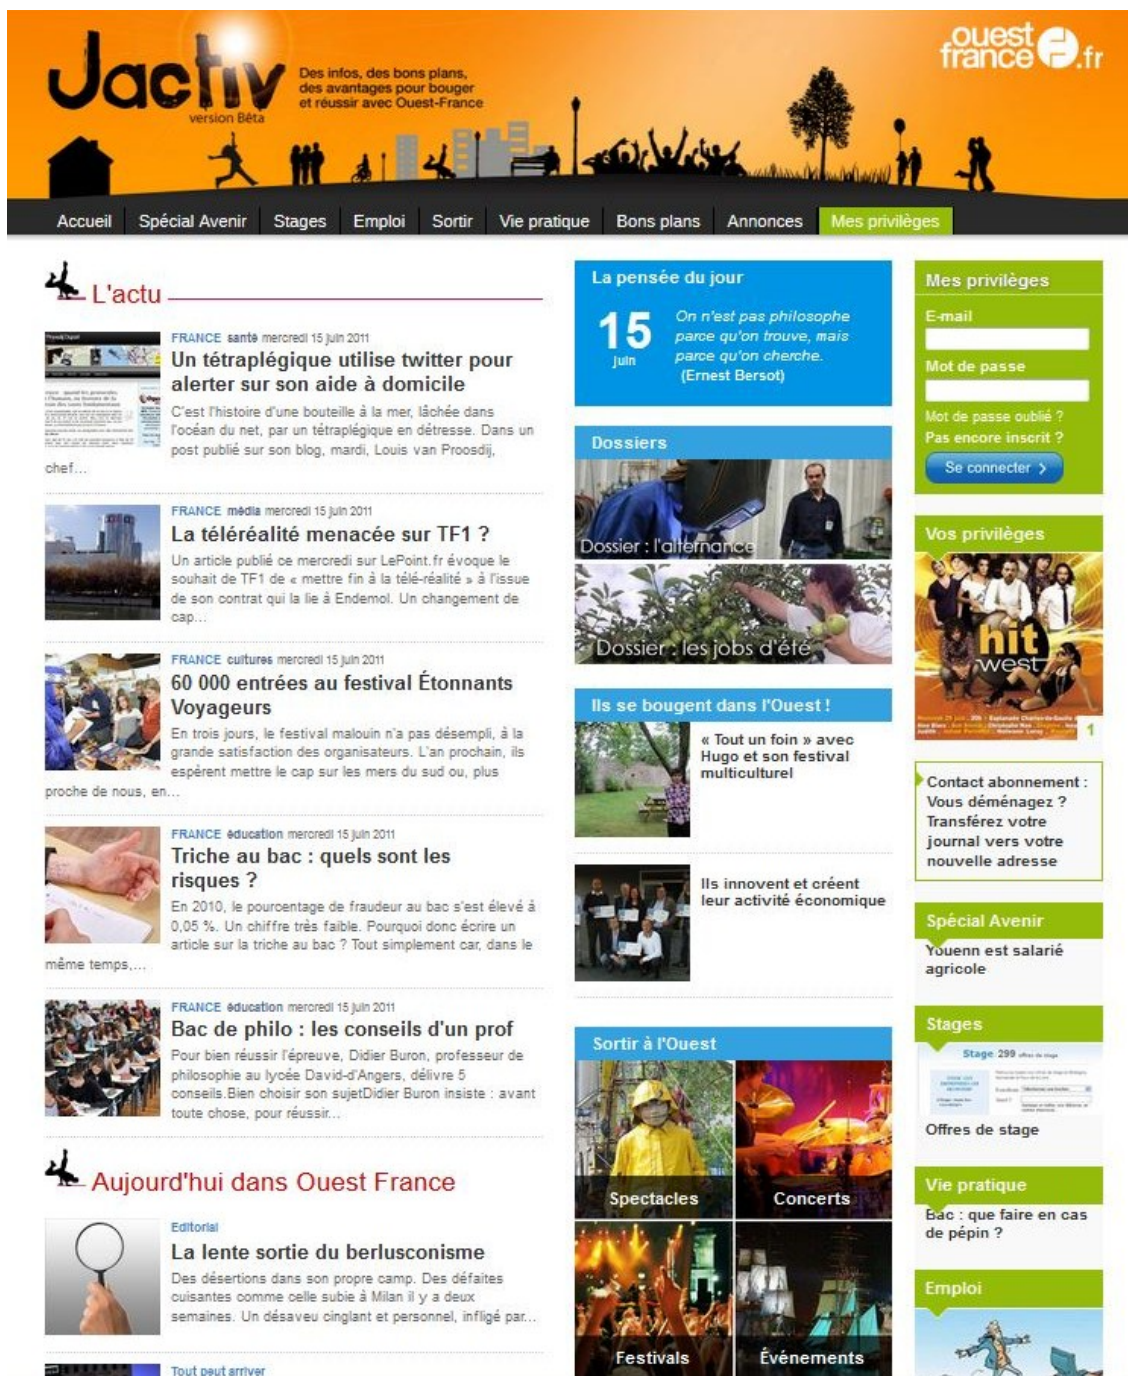 Jactiv
version Bêta
Des infos, des bons plans,
des avantages pour bouger
et réussir avec Ouest-France
ouest
france
.fr
Accueil
Spécial Avenir
Stages
Emploi
Sortir
Vie pratique
Bons plans
Annonces
Mes privilèges
L'actu
FRANCE santé mercredi 15 juin 2011
Un tétraplégique utilise twitter pour
alerter sur son aide à domicile
C'est l'histoire d'une bouteille à la mer, lâchée dans
l'océan du net, par un tétraplégique en détresse. Dans un
post publié sur son blog, mardi, Louis van Proosdij,
chef...
FRANCE média mercredi 15 juin 2011
La téléréalité menacée sur TF1 ?
Un article publié ce mercredi sur LePoint.fr évoque le
souhait de TF1 de « mettre fin à la télé-réalité » à l'issue
de son contrat qui la lie à Endemol. Un changement de
cap...
FRANCE cultures mercredi 15 juin 2011
60 000 entrées au festival Étonnants
Voyageurs
En trois jours, le festival malouin n'a pas désempli, à la
grande satisfaction des organisateurs. L'an prochain, ils
espèrent mettre le cap sur les mers du sud ou, plus
proche de nous, en...
FRANCE éducation mercredi 15 juin 2011
Triche au bac : quels sont les
risques ?
En 2010, le pourcentage de fraudeur au bac s'est élevé à
0,05 %. Un chiffre très faible. Pourquoi donc écrire un
article sur la triche au bac ? Tout simplement car, dans le
même temps,...
FRANCE éducation mercredi 15 juin 2011
Bac de philo : les conseils d'un prof
Pour bien réussir l'épreuve, Didier Buron, professeur de
philosophie au lycée David-d'Angers, délivre 5
conseils.Bien choisir son sujetDidier Buron insiste : avant
toute chose, pour réussir...
Aujourd'hui dans Ouest France
Editorial
La lente sortie du berlusconisme
Des désertions dans son propre camp. Des défaites
cuisantes comme celle subie à Milan il y a deux
semaines. Un désaveu cinglant et personnel, infligé par...
Tout peut arriver
La pensée du jour
15
juin
On n'est pas philosophe
parce qu'on trouve, mais
parce qu'on cherche.
(Ernest Bersot)
Dossiers
Dossier : l'alternance
Dossier : les jobs d'été
Ils se bougent dans l'Ouest !
« Tout un foin » avec
Hugo et son festival
multiculturel
Ils innovent et créent
leur activité économique
Sortir à l'Ouest
Spectacles
Concerts
Festivals
Événements
Mes privilèges
E-mail
Mot de passe
Mot de passe oublié ?
Pas encore inscrit ?
Se connecter
Vos privilèges
hit
west
1
Contact abonnement :
Vous déménagez ?
Transférez votre
journal vers votre
nouvelle adresse
Spécial Avenir
Youenn est salarié
agricole
Stages
Stage 299 offres de stage
Offres de stage
Vie pratique
Bac : que faire en cas
de pépin ?
Emploi